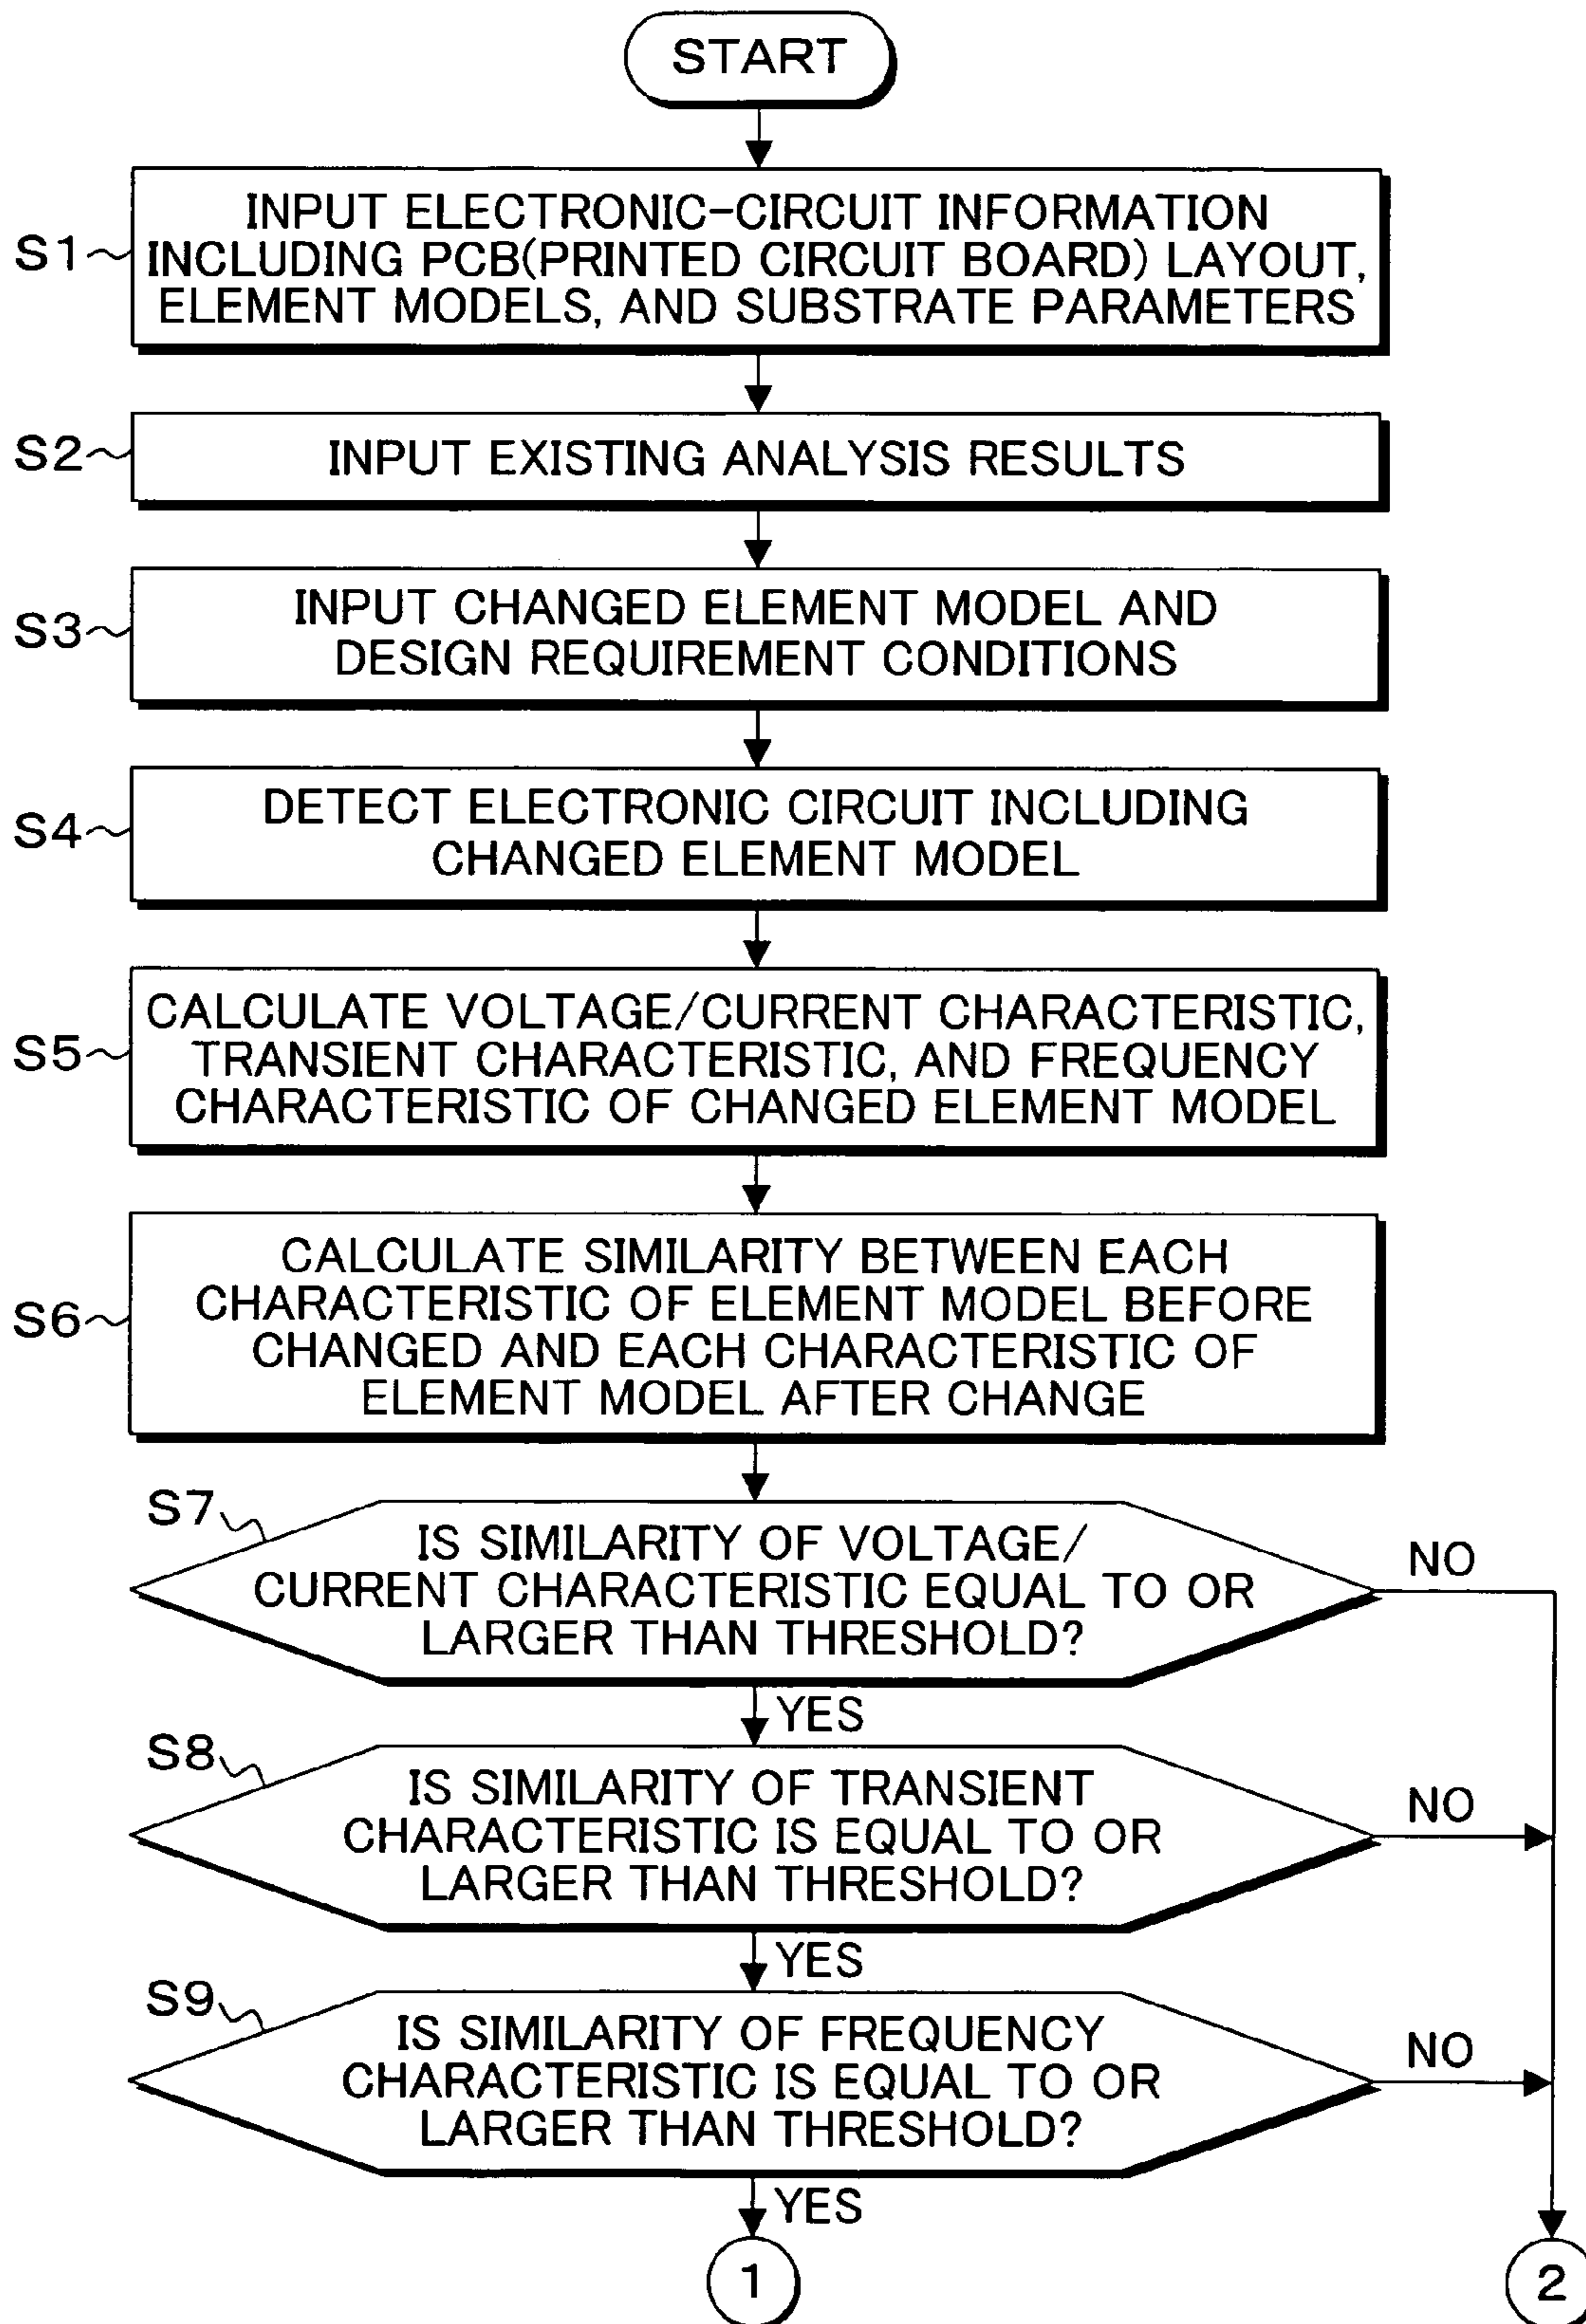 START
S1
INPUT ELECTRONIC-CIRCUIT INFORMATION
INCLUDING PCB(PRINTED CIRCUIT BOARD) LAYOUT,
ELEMENT MODELS, AND SUBSTRATE PARAMETERS
S2
INPUT EXISTING ANALYSIS RESULTS
S3
INPUT CHANGED ELEMENT MODEL AND
DESIGN REQUIREMENT CONDITIONS
S4
DETECT ELECTRONIC CIRCUIT INCLUDING
CHANGED ELEMENT MODEL
S5
CALCULATE VOLTAGE/CURRENT CHARACTERISTIC,
TRANSIENT CHARACTERISTIC, AND FREQUENCY
CHARACTERISTIC OF CHANGED ELEMENT MODEL
S6
CALCULATE SIMILARITY BETWEEN EACH
CHARACTERISTIC OF ELEMENT MODEL BEFORE
CHANGED AND EACH CHARACTERISTIC OF
ELEMENT MODEL AFTER CHANGE
S7
IS SIMILARITY OF VOLTAGE/
CURRENT CHARACTERISTIC EQUAL TO OR
LARGER THAN THRESHOLD?
NO
YES
S8
IS SIMILARITY OF TRANSIENT
CHARACTERISTIC IS EQUAL TO OR
LARGER THAN THRESHOLD?
NO
YES
S9
IS SIMILARITY OF FREQUENCY
CHARACTERISTIC IS EQUAL TO OR
LARGER THAN THRESHOLD?
NO
YES
1
2